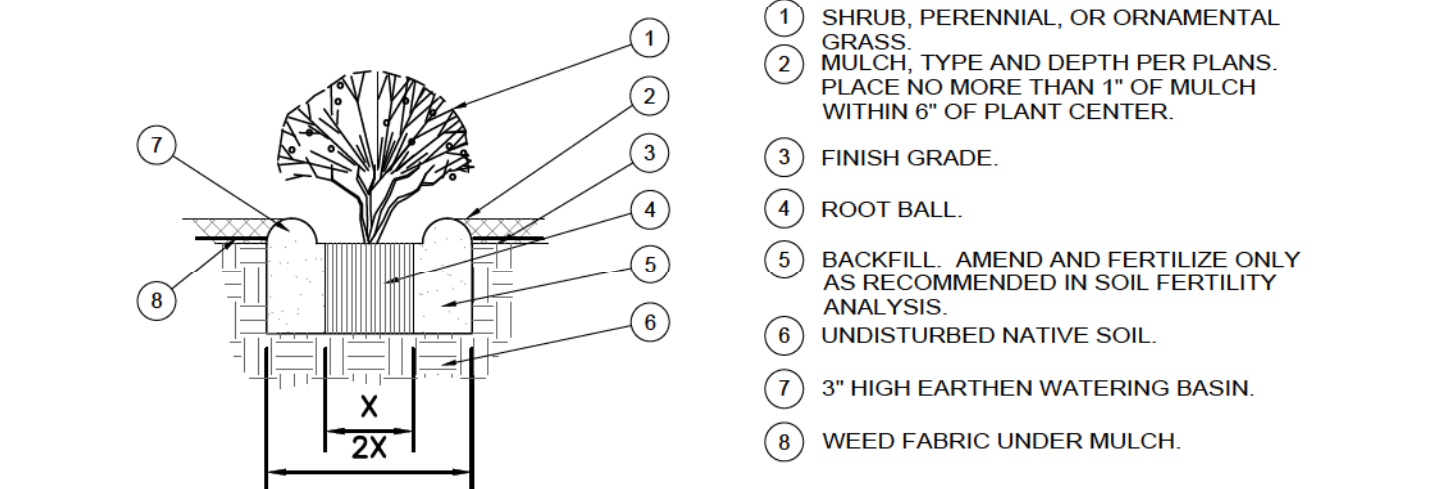 1
2
3
4
5
6
7
8
X
2X
1 SHRUB, PERENNIAL, OR ORNAMENTAL
GRASS.
2 MULCH, TYPE AND DEPTH PER PLANS.
PLACE NO MORE THAN 1" OF MULCH
WITHIN 6" OF PLANT CENTER.
3 FINISH GRADE.
4 ROOT BALL.
5 BACKFILL. AMEND AND FERTILIZE ONLY
AS RECOMMENDED IN SOIL FERTILITY
ANALYSIS.
6 UNDISTURBED NATIVE SOIL.
7 3" HIGH EARTHEN WATERING BASIN.
8 WEED FABRIC UNDER MULCH.